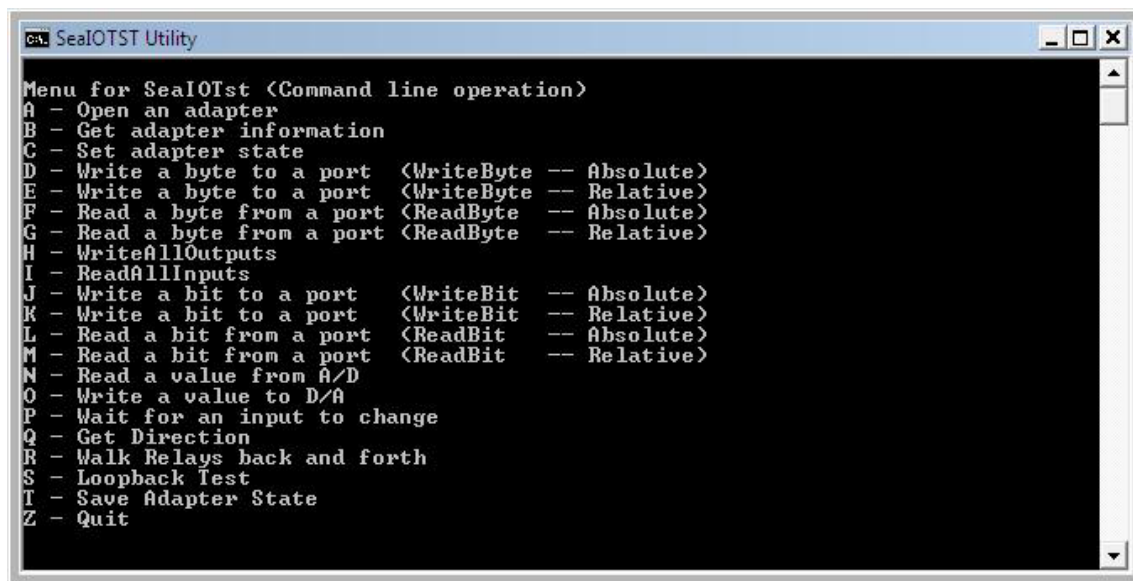 SeaIOTST Utility
Menu for SeaIOTst (Command line operation)
A - Open an adapter
B - Get adapter information
C - Set adapter state
D - Write a byte to a port  (WriteByte -- Absolute)
E - Write a byte to a port  (WriteByte -- Relative)
F - Read a byte from a port (ReadByte  -- Absolute)
G - Read a byte from a port (ReadByte  -- Relative)
H - WriteAllOutputs
I - ReadAllInputs
J - Write a bit to a port   (WriteBit  -- Absolute)
K - Write a bit to a port   (WriteBit  -- Relative)
L - Read a bit from a port  (ReadBit   -- Absolute)
M - Read a bit from a port  (ReadBit   -- Relative)
N - Read a value from A/D
O - Write a value to D/A
P - Wait for an input to change
Q - Get Direction
R - Walk Relays back and forth
S - Loopback Test
T - Save Adapter State
Z - Quit